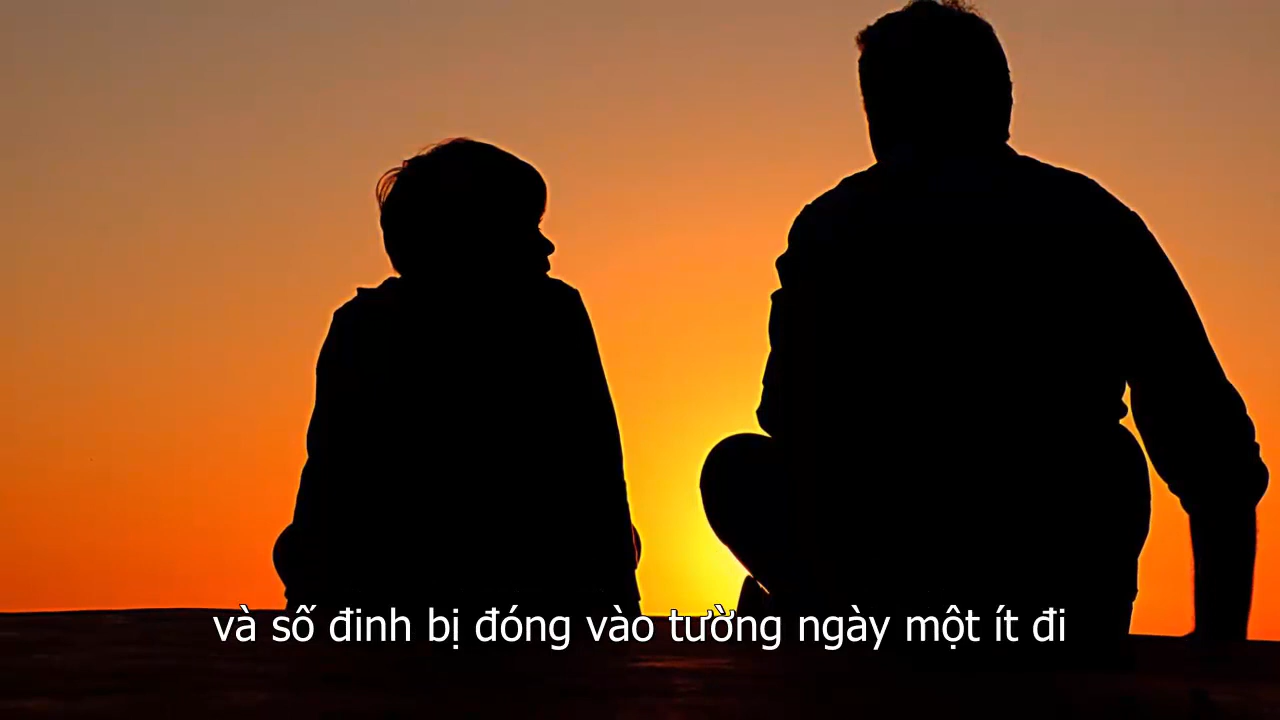 và số đinh bị đóng vào tường ngày một ít đi